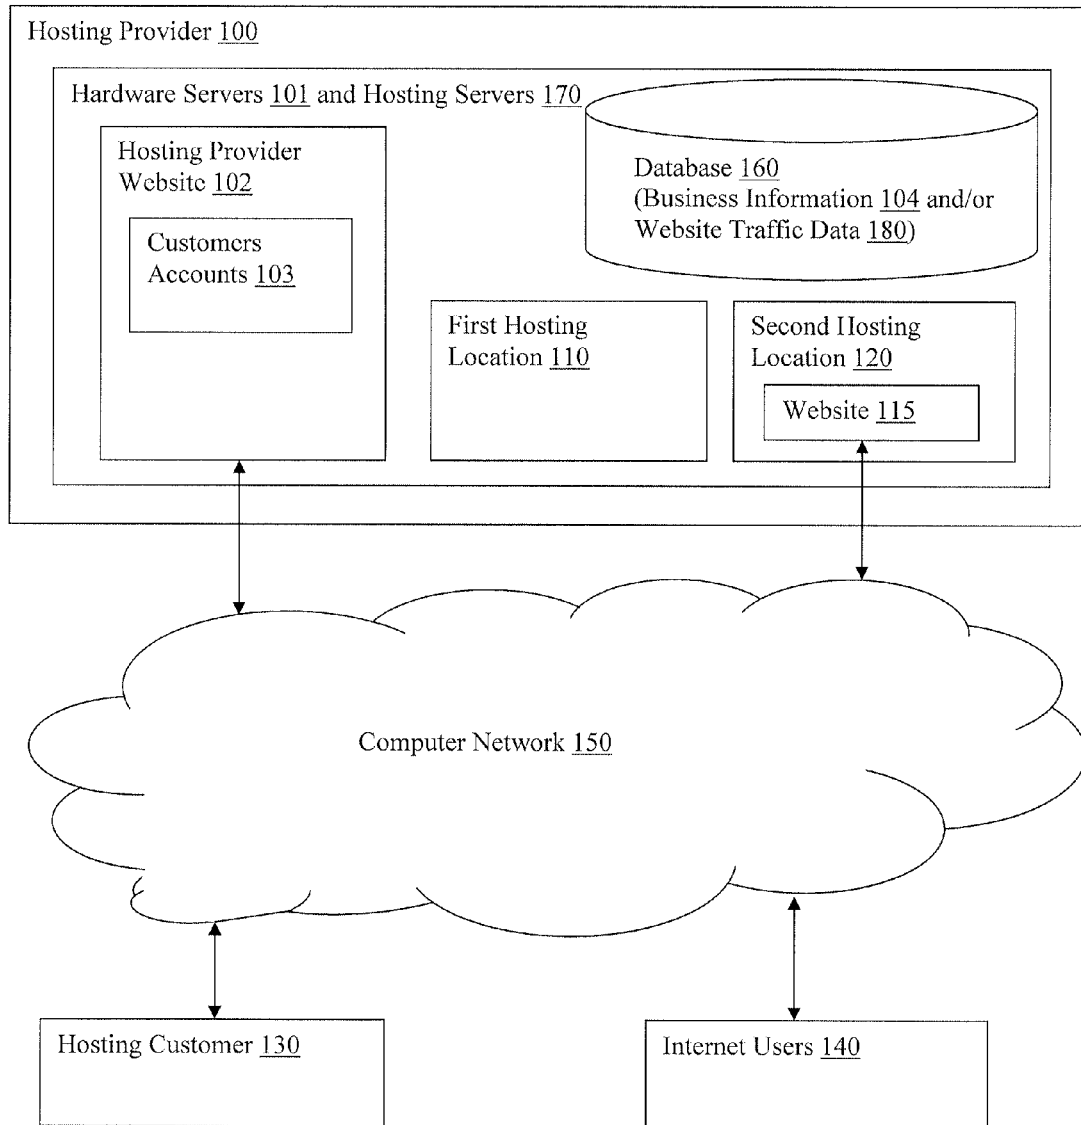 Hosting Provider 100
Hardware Servers 101 and Hosting Servers 170
Hosting Provider
Website 102
Customers
Accounts 103
Database 160
(Business Information 104 and/or
Website Traffic Data 180)
First Hosting
Location 110
Second Hosting
Location 120
Website 115
Computer Network 150
Hosting Customer 130
Internet Users 140